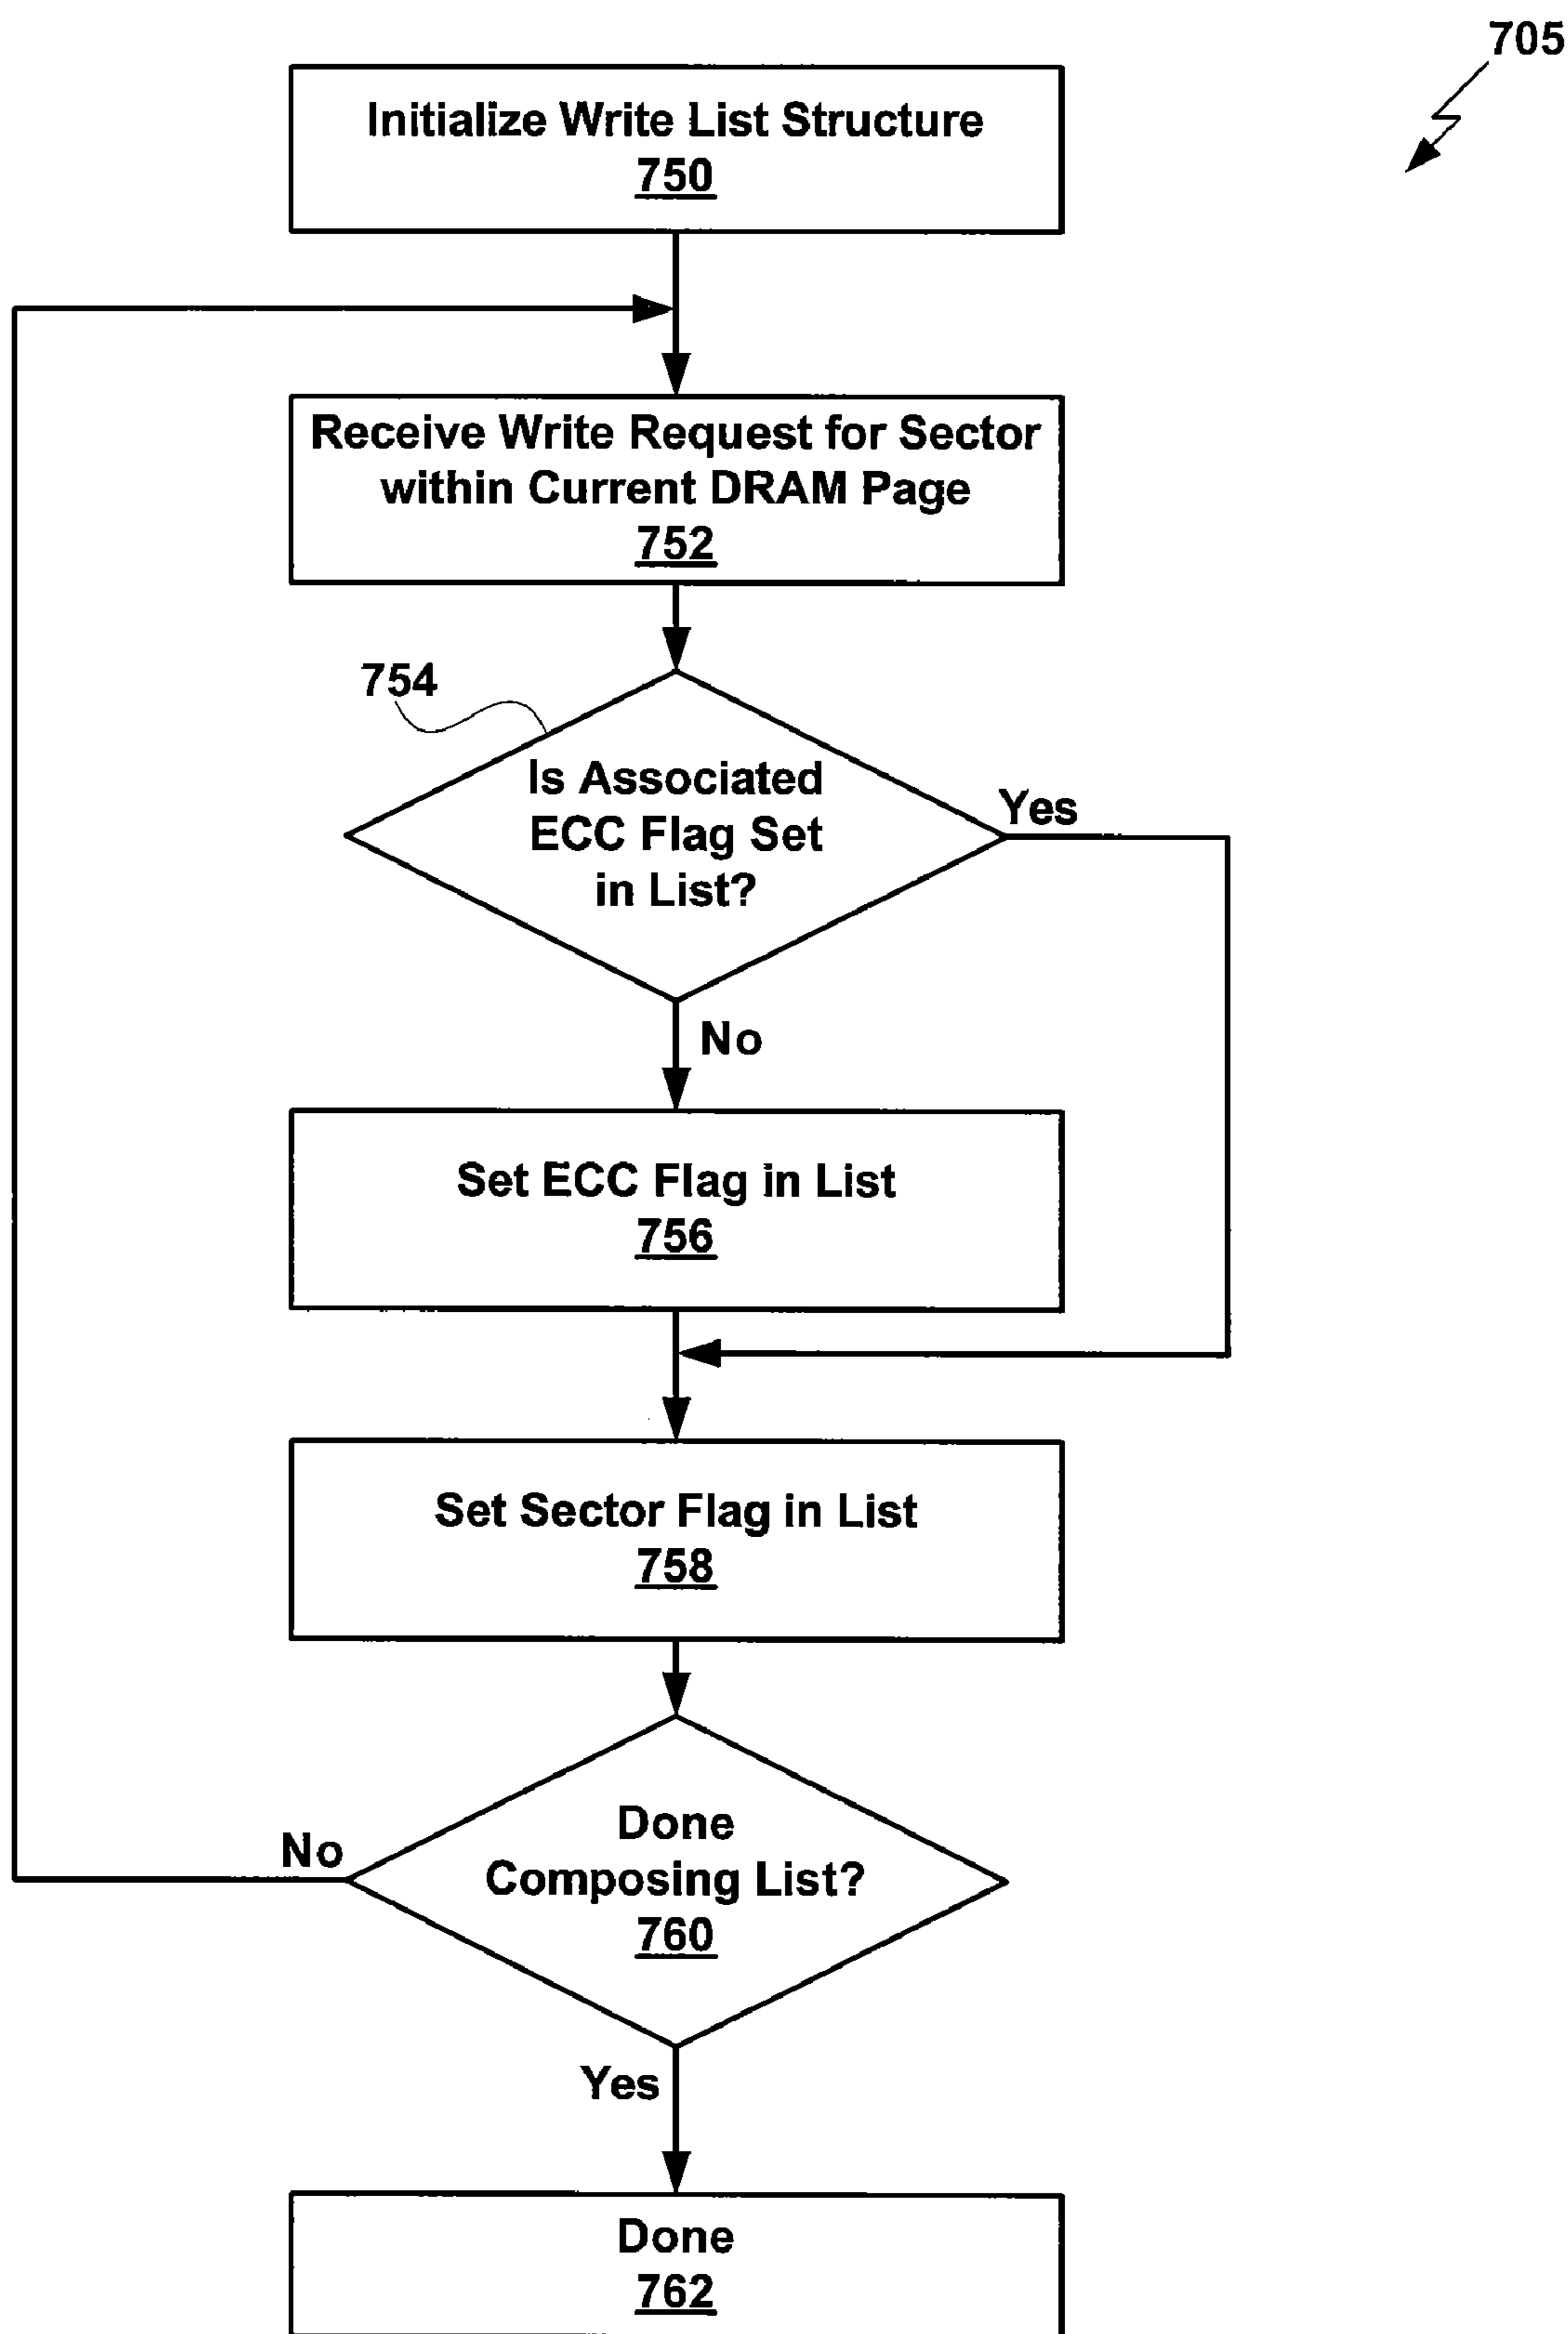 705
Initialize Write List Structure
750
Receive Write Request for Sector
within Current DRAM Page
752
754
Is Associated
ECC Flag Set
in List?
Yes
No
Set ECC Flag in List
756
Set Sector Flag in List
758
Done
Composing List?
760
No
Yes
Done
762